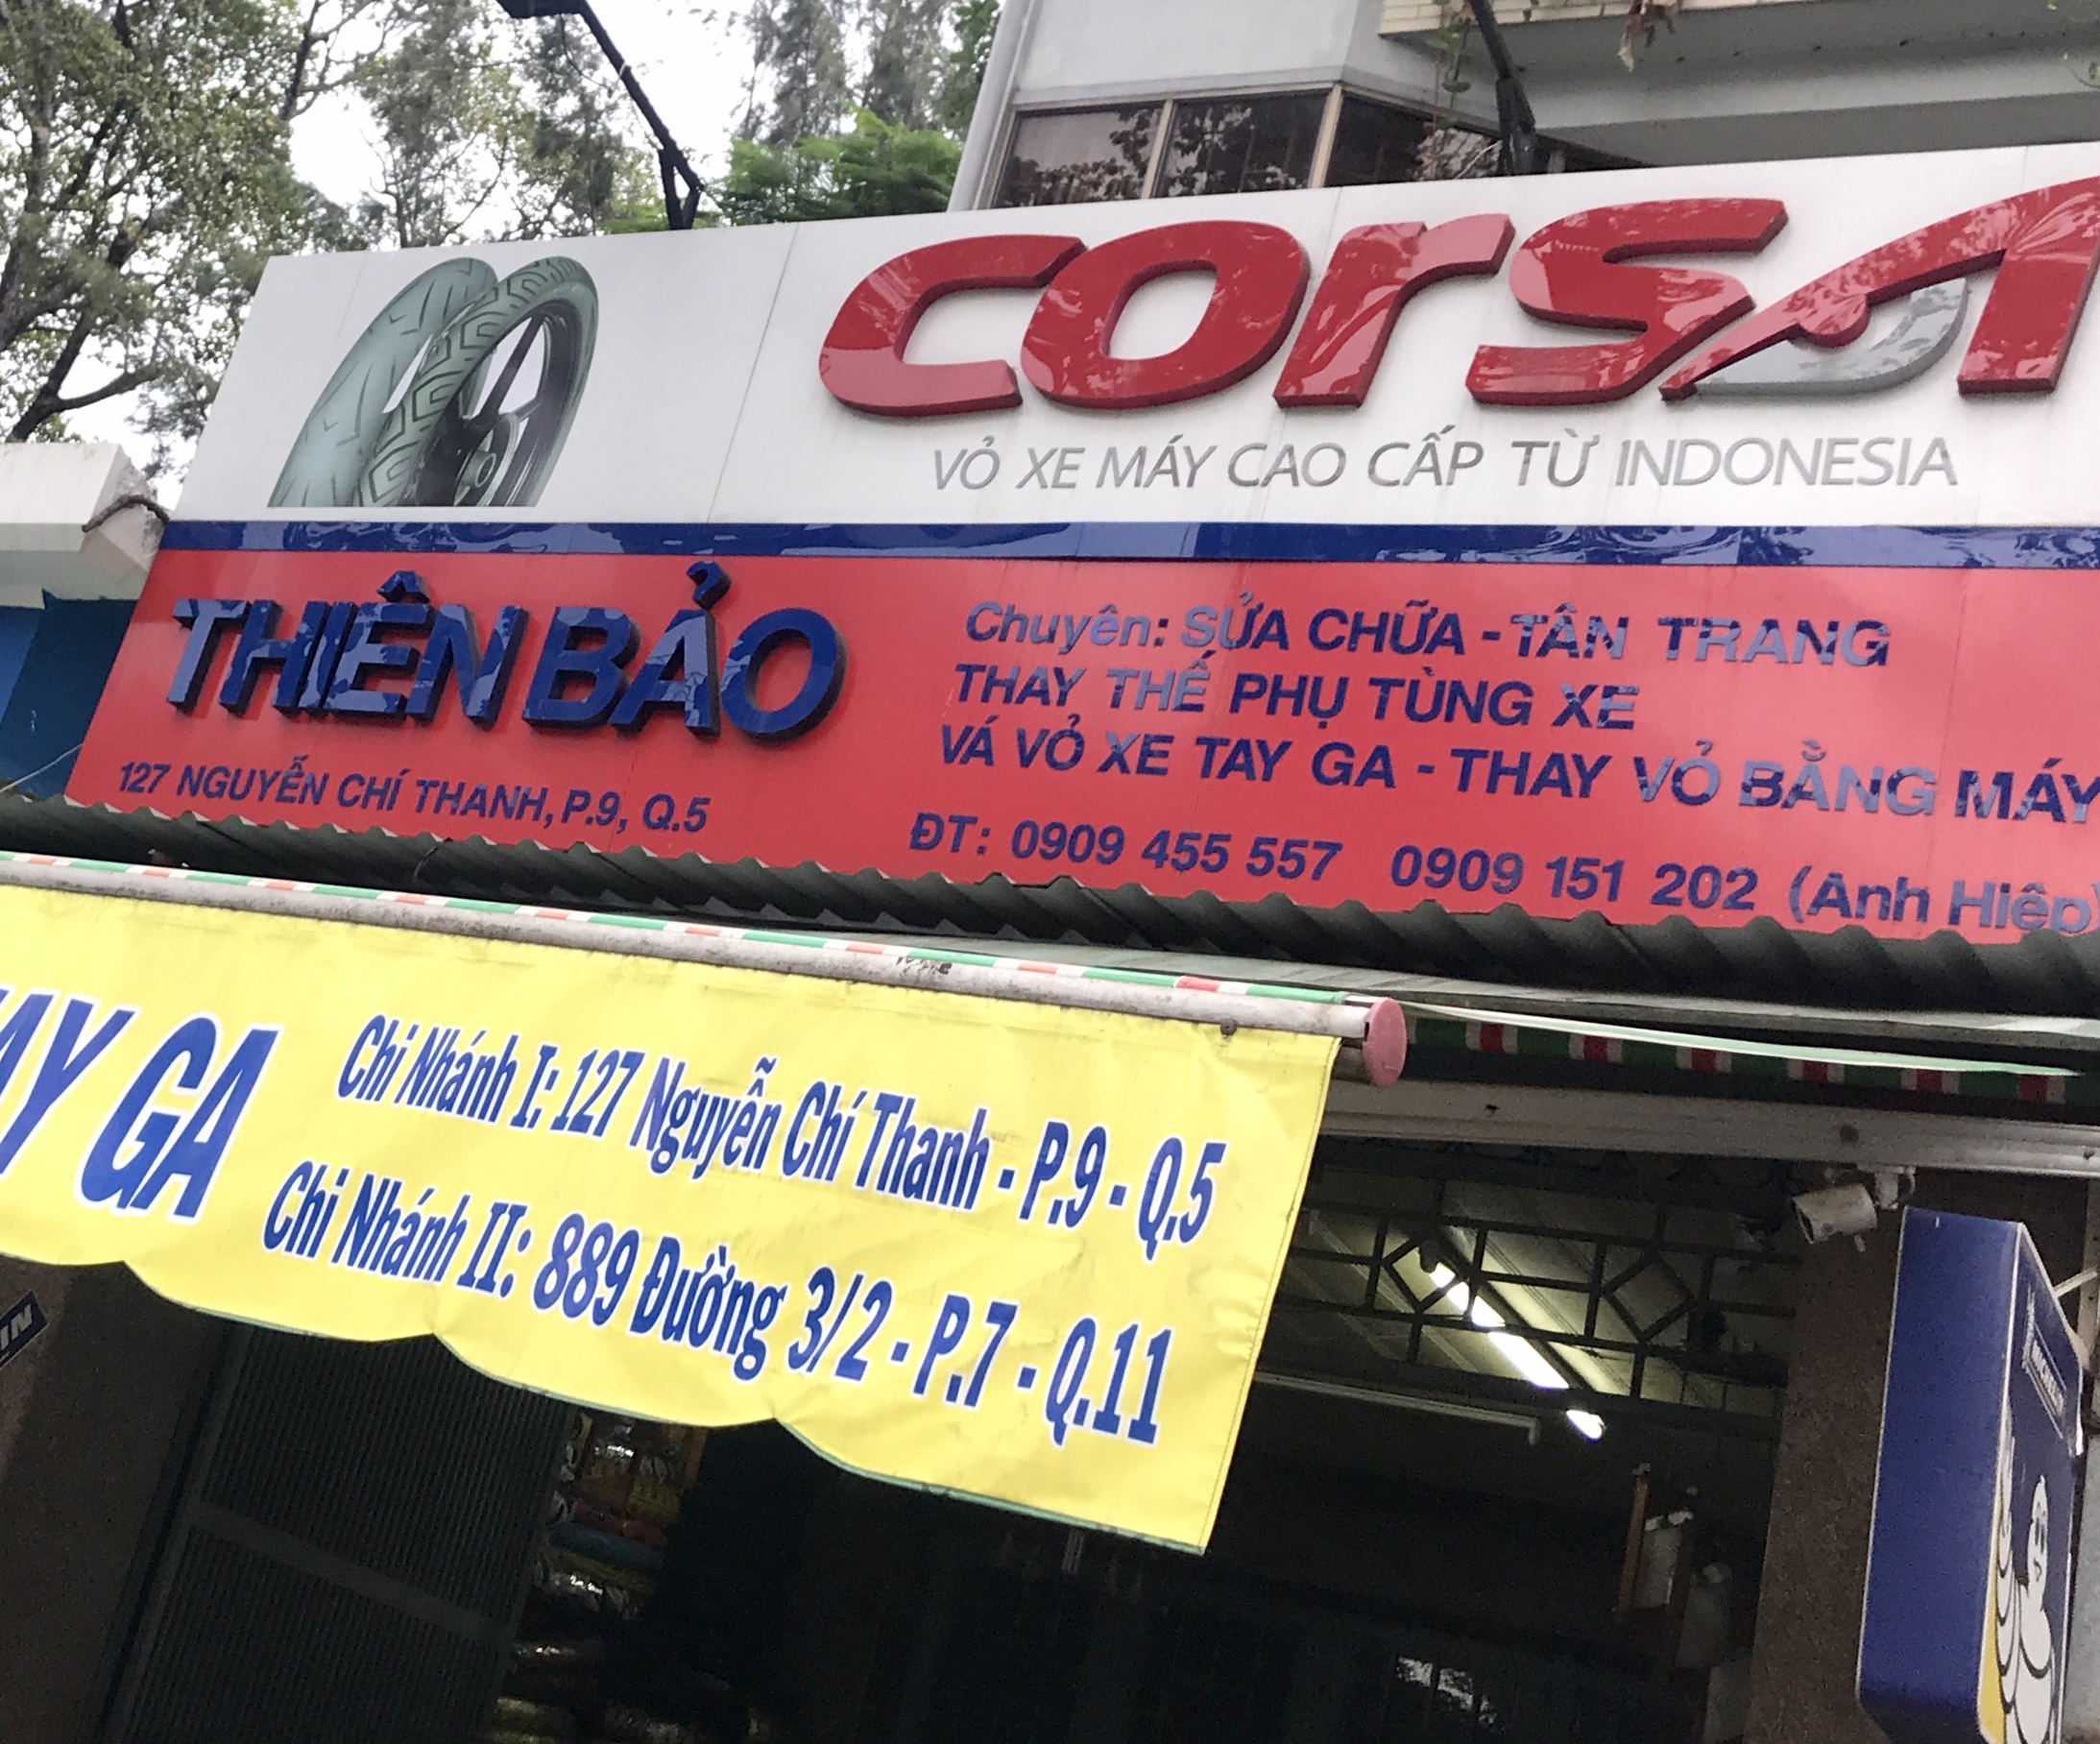 CORSA
VỎ XE MÁY CAO CẤP TỪ INDONESIA
THIÊN BẢO
127 NGUYỄN CHÍ THANH, P.9, Q.5
Chuyên: SỬA CHỮA - TÂN TRANG
THAY THẾ PHỤ TÙNG XE
VÁ VỎ XE TAY GA - THAY VỎ BẰNG MÁY
ĐT: 0909 455 557 0909 151 202 (Anh Hiệp)
GA
Chi Nhánh I: 127 Nguyễn Chí Thanh - P.9 - Q.5
Chi Nhánh II: 889 Đường 3/2 - P.7 - Q.11